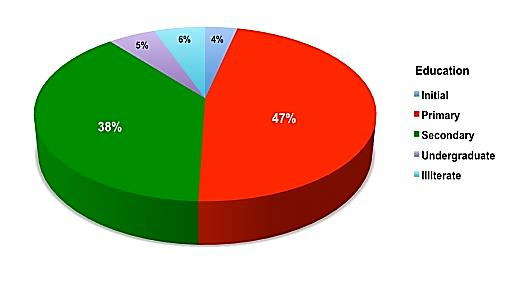 5%
6%
4%
38%
47%
Education
Initial
Primary
Secondary
Undergraduate
Illiterate